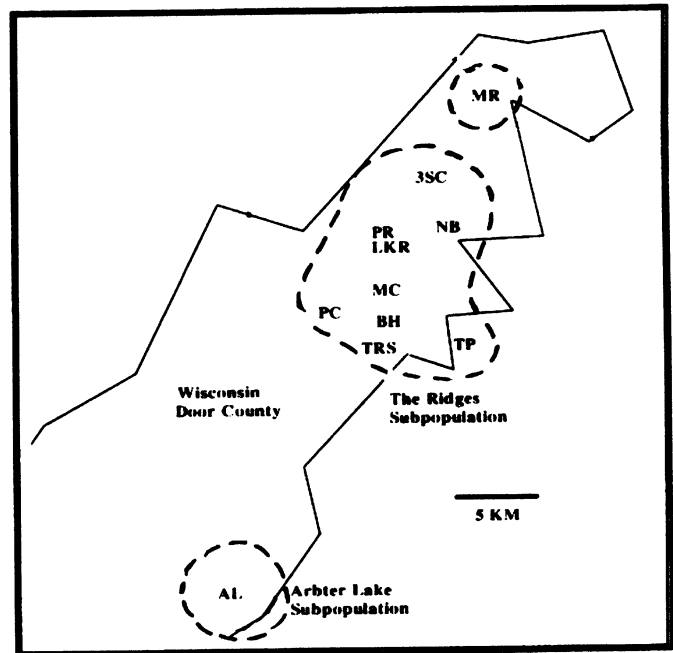 MR
3SC
NB
PR
LKR
MC
PC
BH
TRS
TP
Wisconsin
Door County
The Ridges
Subpopulation
5 KM
AL
Arbter Lake
Subpopulation